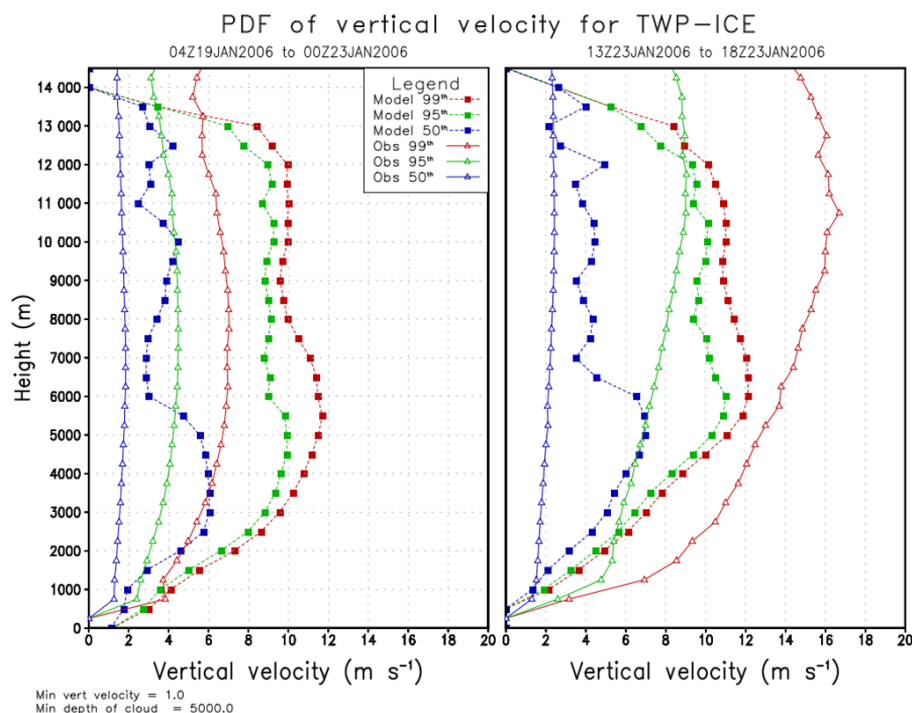 PDF of vertical velocity for TWP-ICE
04Z19JAN2006 to 00Z23JAN2006
13Z23JAN2006 to 18Z23JAN2006
Legend
Model 99th
Model 95th
Model 50th
Obs 99th
Obs 95th
Obs 50th
Height (m)
14 000
13 000
12 000
11 000
10 000
9000
8000
7000
6000
5000
4000
3000
2000
1000
0
0 2 4 6 8 10 12 14 16 18 20
0 2 4 6 8 10 12 14 16 18 20
Vertical velocity (m s⁻¹)
Vertical velocity (m s⁻¹)
Min vert velocity = 1.0
Min depth of cloud = 5000.0